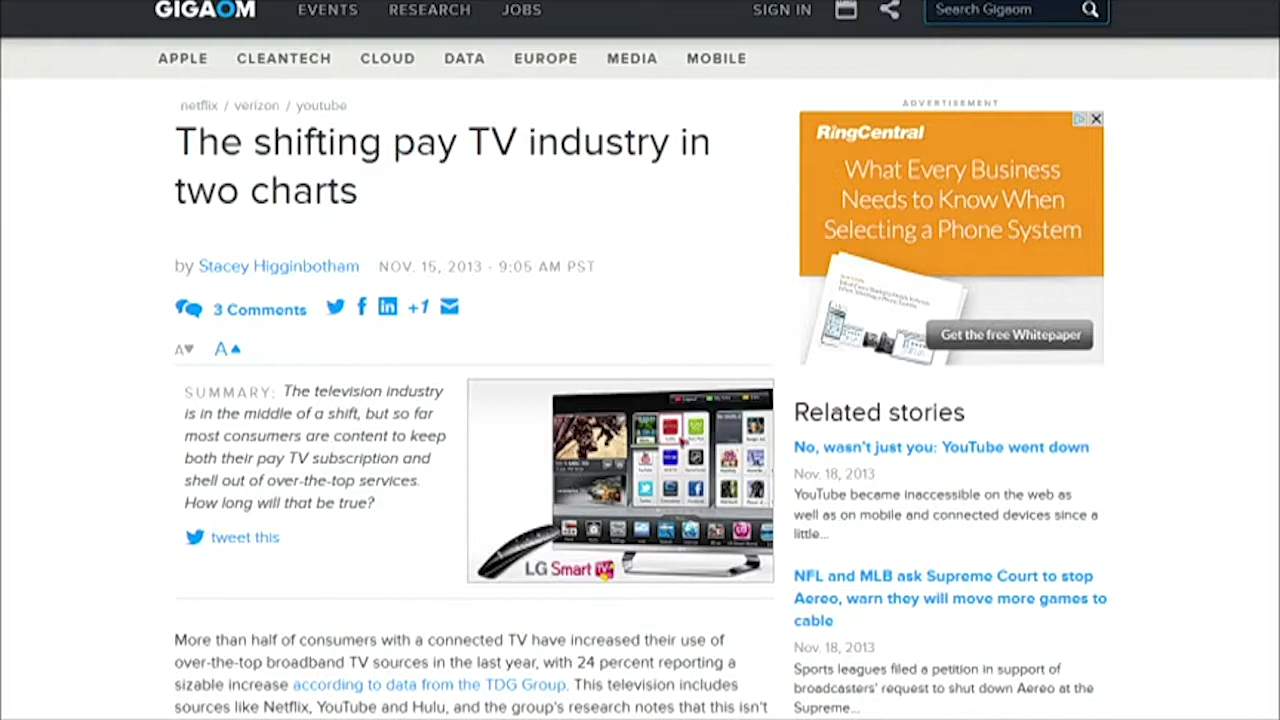 GIGAOM EVENTS RESEARCH JOBS SIGN IN Search Gigaom
APPLE CLEANTECH CLOUD DATA EUROPE MEDIA MOBILE
netflix / verizon / youtube
The shifting pay TV industry in
two charts
by Stacey Higginbotham NOV. 15, 2013 - 9:05 AM PST
3 Comments +1
A A
SUMMARY: The television industry
is in the middle of a shift, but so far
most consumers are content to keep
both their pay TV subscription and
shell out of over-the-top services.
How long will that be true?
tweet this
LG Smart TV
More than half of consumers with a connected TV have increased their use of
over-the-top broadband TV sources in the last year, with 24 percent reporting a
sizable increase according to data from the TDG Group. This television includes
sources like Netflix, YouTube and Hulu, and the group's research notes that this isn't
ADVERTISEMENT
RingCentral
What Every Business
Needs to Know When
Selecting a Phone System
Get the free Whitepaper
Related stories
No, wasn't just you: YouTube went down
Nov. 18, 2013
YouTube became inaccessible on the web as
well as on mobile and connected devices since a
little...
NFL and MLB ask Supreme Court to stop
Aereo, warn they will move more games to
cable
Nov. 18, 2013
Sports leagues filed a petition in support of
broadcasters' request to shut down Aereo at the
Supreme...